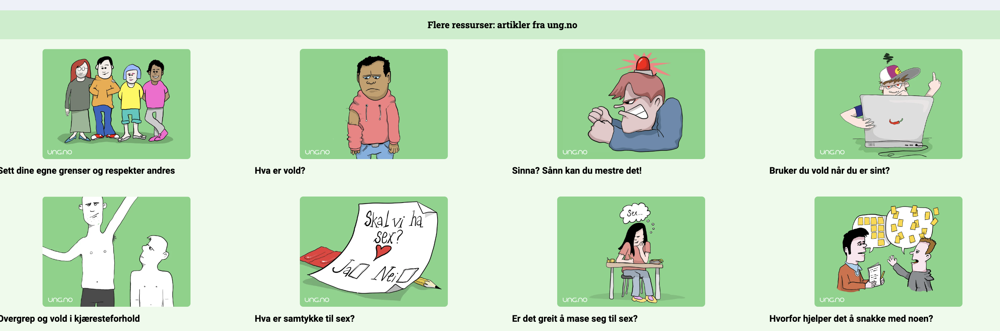 Flere ressurser: artikler fra ung.no
ung.no
ung.no
ung.no
ung.no
Sett dine egne grenser og respekter andres
Hva er vold?
Sinna? Sånn kan du mestre det!
Bruker du vold når du er sint?
Skal vi ha
sex?
Ja Nei
Sex...
ung.no
ung.no
ung.no
ung.no
Overgrep og vold i kjæresteforhold
Hva er samtykke til sex?
Er det greit å mase seg til sex?
Hvorfor hjelper det å snakke med noen?